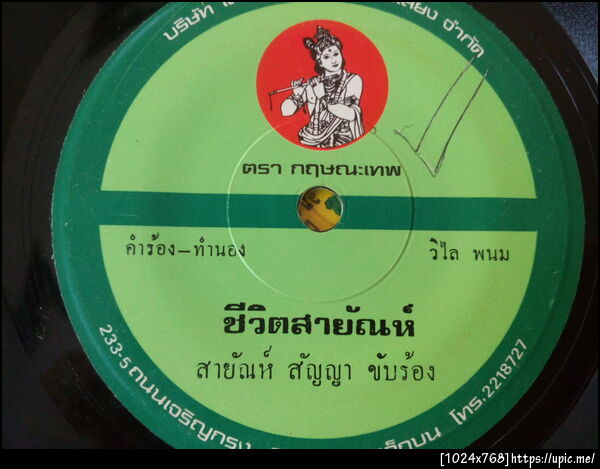 บริษัท
เสียง จำกัด
ตรา กฤษณะเทพ
คำร้อง–ทำนอง
วิไล พนม
ชีวิตสายัณห์
สายัณห์ สัญญา ขับร้อง
233-5 ถนนเจริญกรุง
โทร.2218727
[1024x768]https://upic.me/